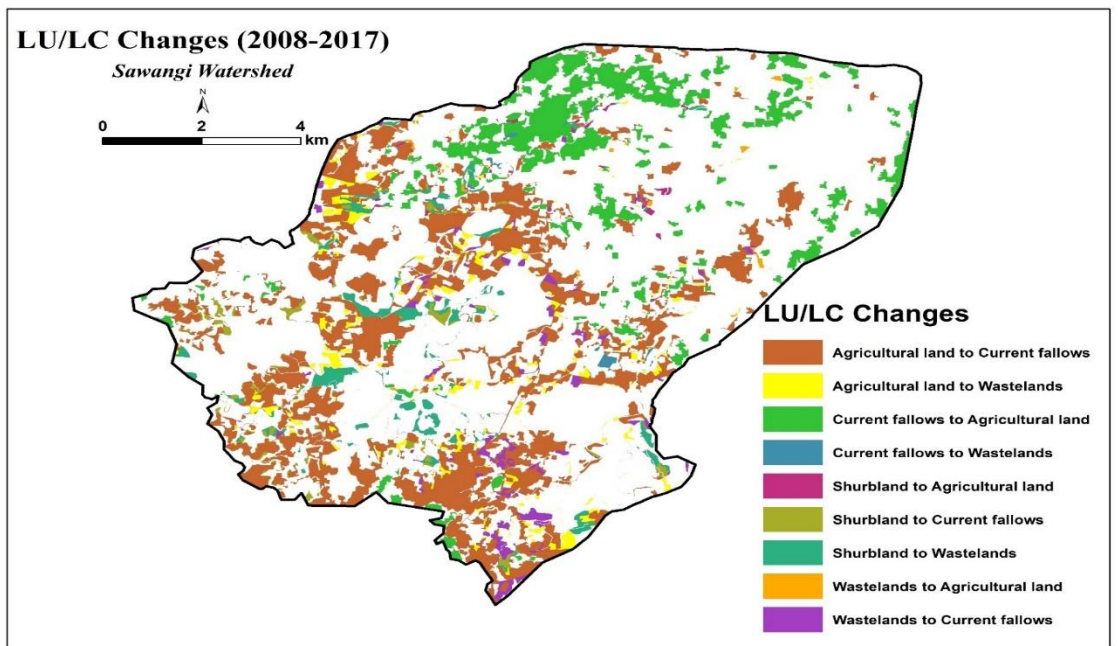 LU/LC Changes (2008-2017)
Sawangi Watershed
N
0 2 4
km
LU/LC Changes
Agricultural land to Current fallows
Agricultural land to Wastelands
Current fallows to Agricultural land
Current fallows to Wastelands
Shurbland to Agricultural land
Shurbland to Current fallows
Shurbland to Wastelands
Wastelands to Agricultural land
Wastelands to Current fallows